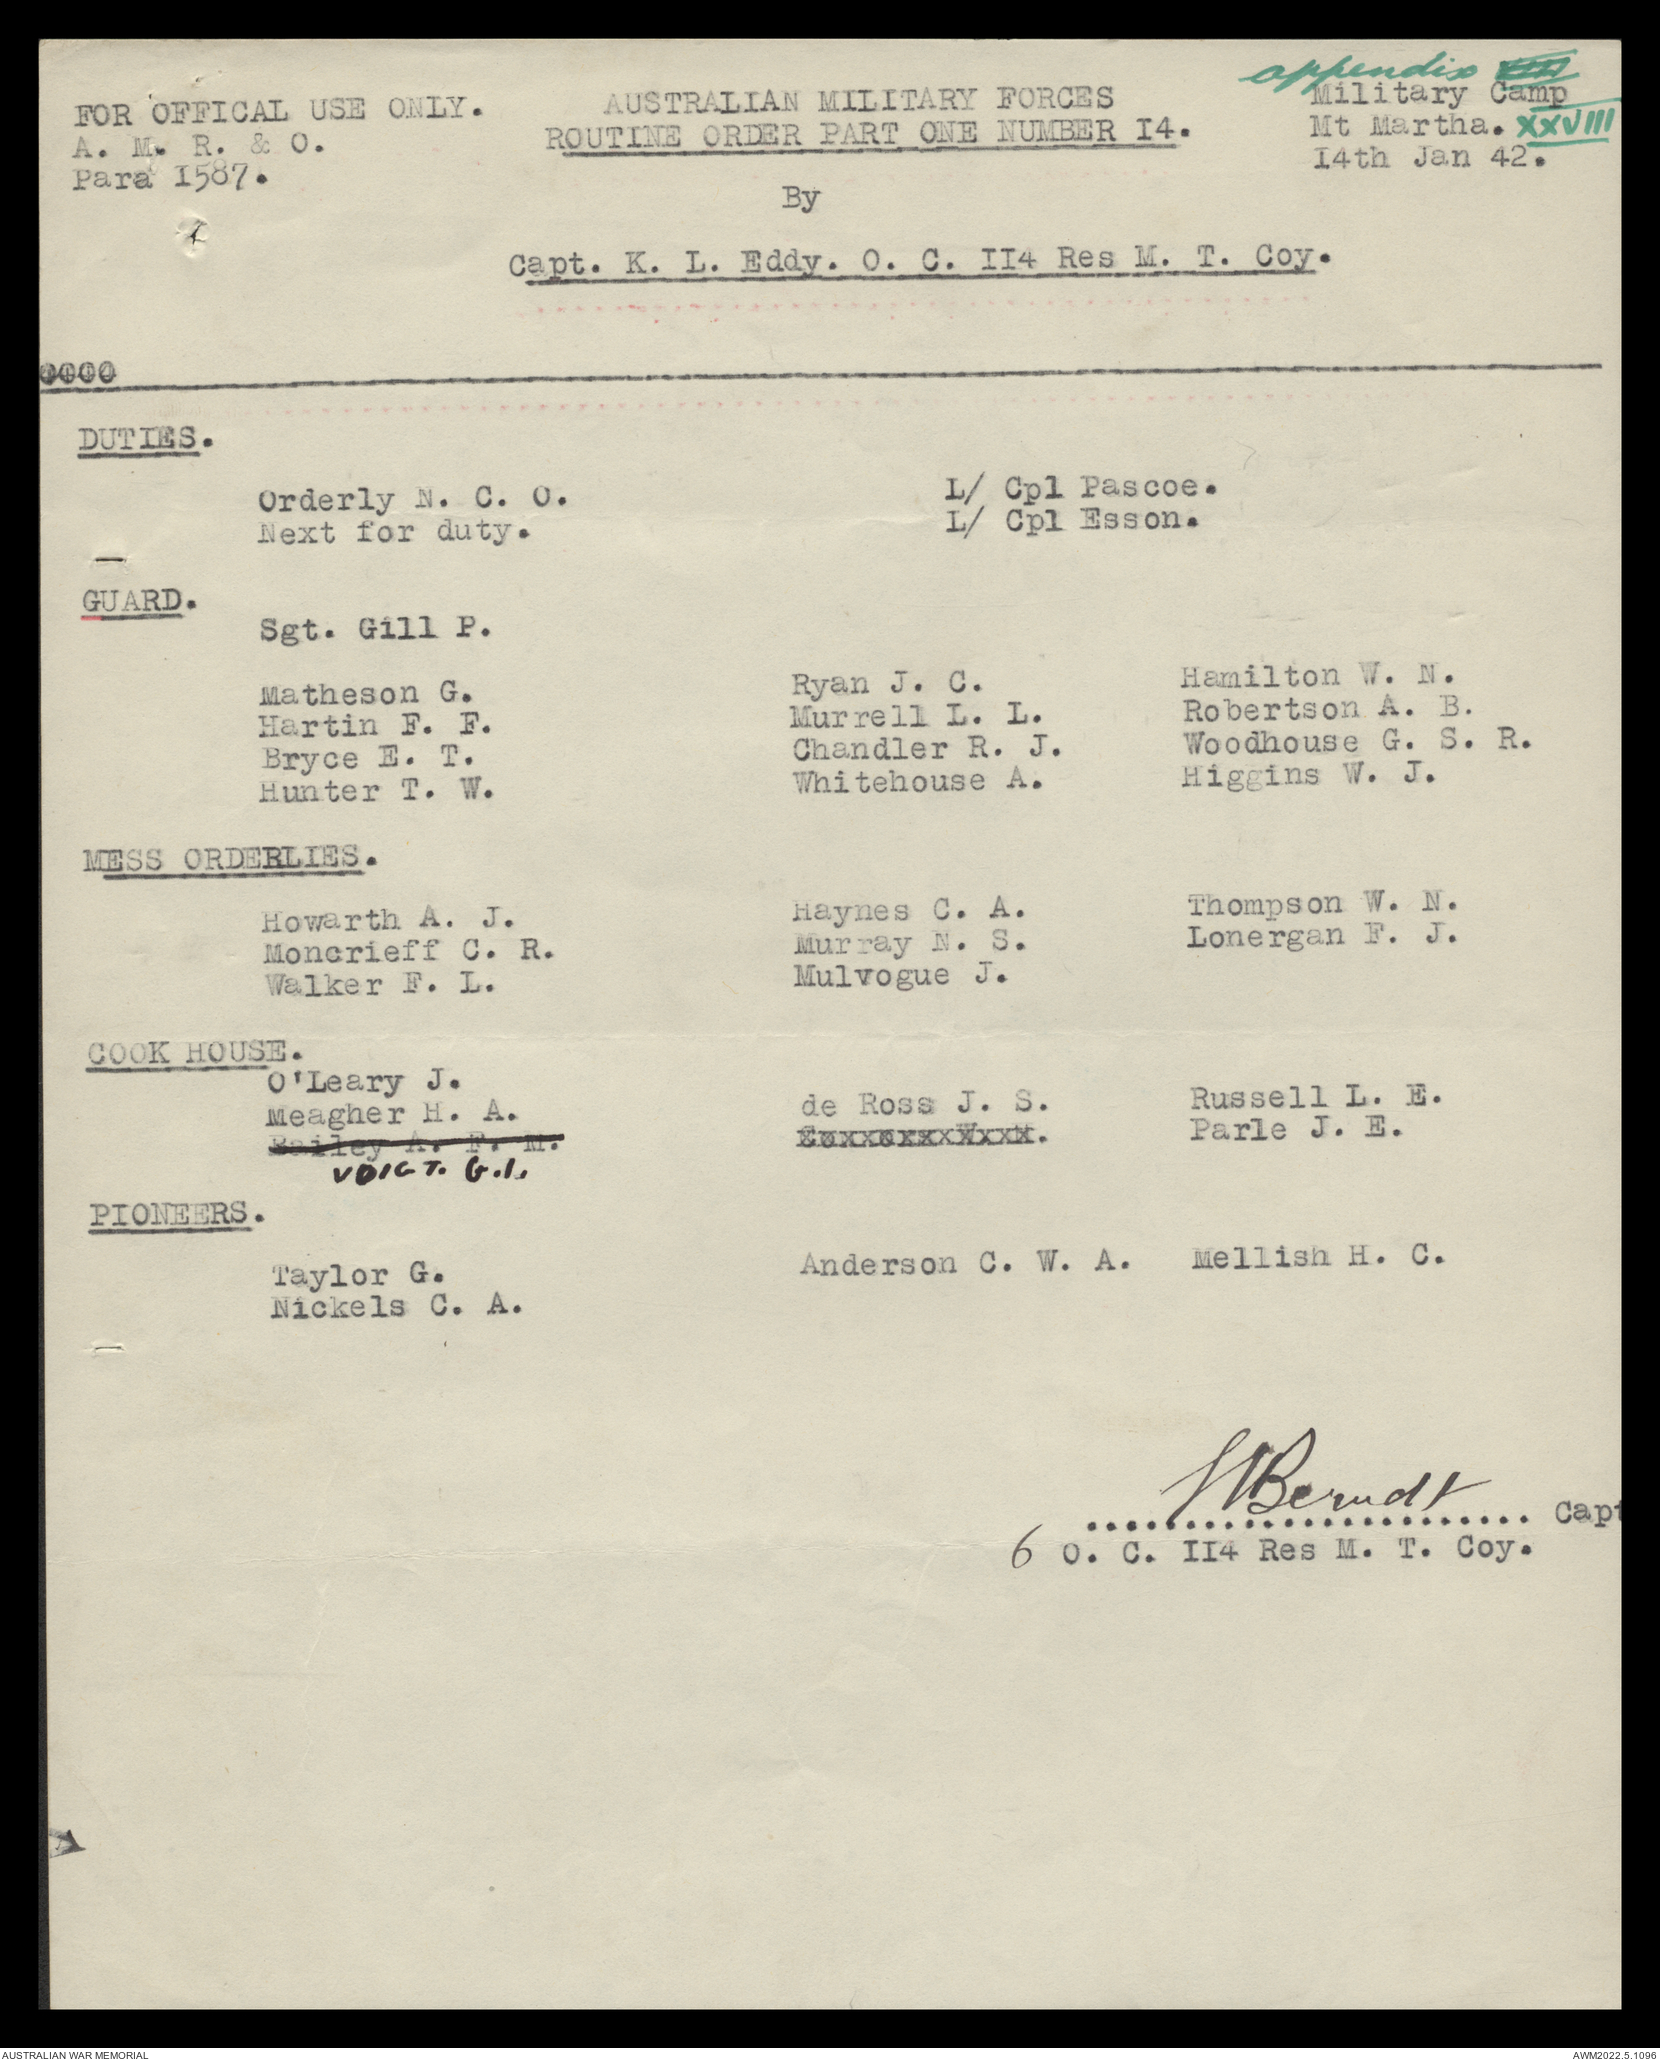 appendix
FOR OFFICAL USE ONLY. AUSTRALIAN MILITARY FORCES Military Camp
A. M. R. & O. ROUTINE ORDER PART ONE NUMBER I4. Mt Martha. XXVIII
Para I587. I4th Jan 42.
By
Capt. K. L. Eddy. O. C. II4 Res M. T. Coy.
DUTIES.
Orderly N. C. O. L/ Cpl Pascoe.
Next for duty. L/ Cpl Esson.
GUARD.
Sgt. Gill P.
Matheson G. Ryan J. C. Hamilton W. N.
Hartin F. F. Murrell L. L. Robertson A. B.
Bryce E. T. Chandler R. J. Woodhouse G. S. R.
Hunter T. W. Whitehouse A. Higgins W. J.
MESS ORDERLIES.
Howarth A. J. Haynes C. A. Thompson W. N.
Moncrieff C. R. Murray N. S. Lonergan F. J.
Walker F. L. Mulvogue J.
COOK HOUSE.
O'Leary J. de Ross J. S. Russell L. E.
Meagher H. A. Parle J. E.
Bailey A. F. M.
VOIGT. G.I.
PIONEERS.
Taylor G. Anderson C. W. A. Mellish H. C.
Nickels C. A.
Berndt
....................... Capt
6 O. C. II4 Res M. T. Coy.
AUSTRALIAN WAR MEMORIAL AWM2022.5.1096